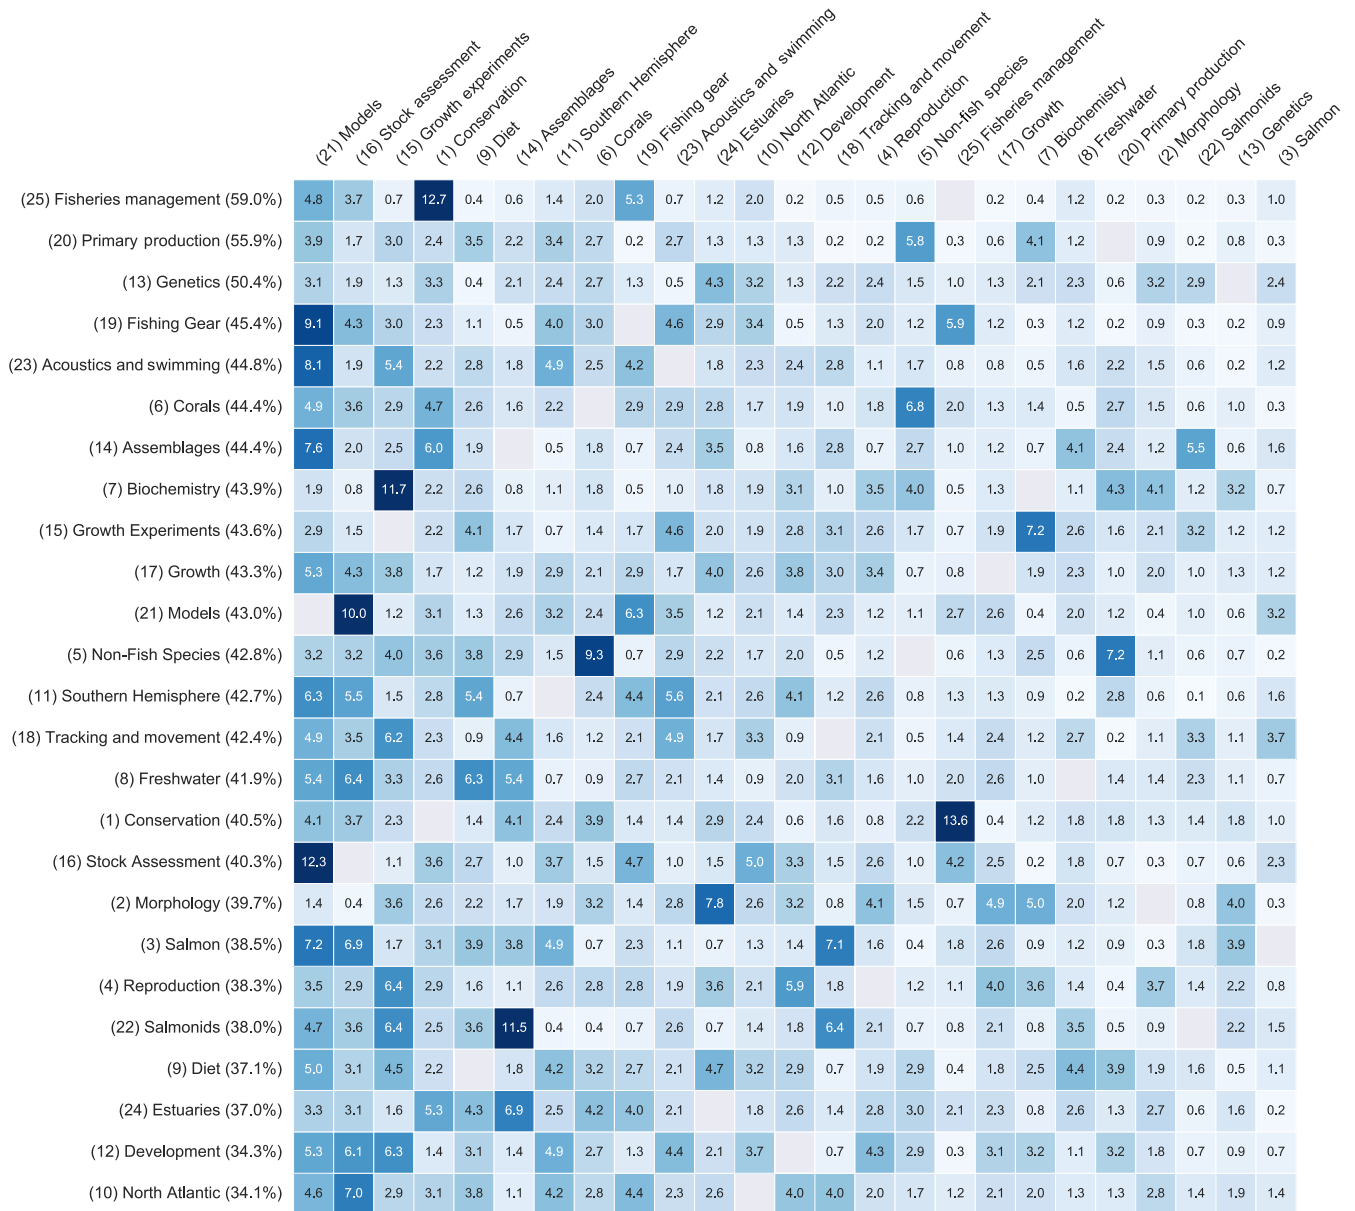 (21) Models
(16) Stock assessment
(15) Growth experiments
(1) Conservation
(9) Diet
(14) Assemblages
(11) Southern Hemisphere
(6) Corals
(19) Fishing gear
(23) Acoustics and swimming
(24) Estuaries
(10) North Atlantic
(12) Development
(18) Tracking and movement
(4) Reproduction
(5) Non-fish species
(25) Fisheries management
(17) Growth
(7) Biochemistry
(8) Freshwater
(20) Primary production
(2) Morphology
(22) Salmonids
(13) Genetics
(3) Salmon
(25) Fisheries management (59.0%) 4.8 3.7 0.7 12.7 0.4 0.6 1.4 2.0 5.3 0.7 1.2 2.0 0.2 0.5 0.5 0.6 0.2 0.4 1.2 0.2 0.3 0.2 0.3 1.0
(20) Primary production (55.9%) 3.9 1.7 3.0 2.4 3.5 2.2 3.4 2.7 0.2 2.7 1.3 1.3 1.3 0.2 0.2 5.8 0.3 0.6 4.1 1.2 0.9 0.2 0.8 0.3
(13) Genetics (50.4%) 3.1 1.9 1.3 3.3 0.4 2.1 2.4 2.7 1.3 0.5 4.3 3.2 1.3 2.2 2.4 1.5 1.0 1.3 2.1 2.3 0.6 3.2 2.9 2.4
(19) Fishing Gear (45.4%) 9.1 4.3 3.0 2.3 1.1 0.5 4.0 3.0 4.6 2.9 3.4 0.5 1.3 2.0 1.2 5.9 1.2 0.3 1.2 0.2 0.9 0.3 0.2 0.9
(23) Acoustics and swimming (44.8%) 8.1 1.9 5.4 2.2 2.8 1.8 4.9 2.5 4.2 1.8 2.3 2.4 2.8 1.1 1.7 0.8 0.8 0.5 1.6 2.2 1.5 0.6 0.2 1.2
(6) Corals (44.4%) 4.9 3.6 2.9 4.7 2.6 1.6 2.2 2.9 2.9 2.8 1.7 1.9 1.0 1.8 6.8 2.0 1.3 1.4 0.5 2.7 1.5 0.6 1.0 0.3
(14) Assemblages (44.4%) 7.6 2.0 2.5 6.0 1.9 0.5 1.8 0.7 2.4 3.5 0.8 1.6 2.8 0.7 2.7 1.0 1.2 0.7 4.1 2.4 1.2 5.5 0.6 1.6
(7) Biochemistry (43.9%) 1.9 0.8 11.7 2.2 2.6 0.8 1.1 1.8 0.5 1.0 1.8 1.9 3.1 1.0 3.5 4.0 0.5 1.3 1.1 4.3 4.1 1.2 3.2 0.7
(15) Growth Experiments (43.6%) 2.9 1.5 2.2 4.1 1.7 0.7 1.4 1.7 4.6 2.0 1.9 2.8 3.1 2.6 1.7 0.7 1.9 7.2 2.6 1.6 2.1 3.2 1.2 1.2
(17) Growth (43.3%) 5.3 4.3 3.8 1.7 1.2 1.9 2.9 2.1 2.9 1.7 4.0 2.6 3.8 3.0 3.4 0.7 0.8 1.9 2.3 1.0 2.0 1.0 1.3 1.2
(21) Models (43.0%) 10.0 1.2 3.1 1.3 2.6 3.2 2.4 6.3 3.5 1.2 2.1 1.4 2.3 1.2 1.1 2.7 2.6 0.4 2.0 1.2 0.4 1.0 0.6 3.2
(5) Non-Fish Species (42.8%) 3.2 3.2 4.0 3.6 3.8 2.9 1.5 9.3 0.7 2.9 2.2 1.7 2.0 0.5 1.2 0.6 1.3 2.5 0.6 7.2 1.1 0.6 0.7 0.2
(11) Southern Hemisphere (42.7%) 6.3 5.5 1.5 2.8 5.4 0.7 2.4 4.4 5.6 2.1 2.6 4.1 1.2 2.6 0.8 1.3 1.3 0.9 0.2 2.8 0.6 0.1 0.6 1.6
(18) Tracking and movement (42.4%) 4.9 3.5 6.2 2.3 0.9 4.4 1.6 1.2 2.1 4.9 1.7 3.3 0.9 2.1 0.5 1.4 2.4 1.2 2.7 0.2 1.1 3.3 1.1 3.7
(8) Freshwater (41.9%) 5.4 6.4 3.3 2.6 6.3 5.4 0.7 0.9 2.7 2.1 1.4 0.9 2.0 3.1 1.6 1.0 2.0 2.6 1.0 1.4 1.4 2.3 1.1 0.7
(1) Conservation (40.5%) 4.1 3.7 2.3 1.4 4.1 2.4 3.9 1.4 1.4 2.9 2.4 0.6 1.6 0.8 2.2 13.6 0.4 1.2 1.8 1.8 1.3 1.4 1.8 1.0
(16) Stock Assessment (40.3%) 12.3 1.1 3.6 2.7 1.0 3.7 1.5 4.7 1.0 1.5 5.0 3.3 1.5 2.6 1.0 4.2 2.5 0.2 1.8 0.7 0.3 0.7 0.6 2.3
(2) Morphology (39.7%) 1.4 0.4 3.6 2.6 2.2 1.7 1.9 3.2 1.4 2.8 7.8 2.6 3.2 0.8 4.1 1.5 0.7 4.9 5.0 2.0 1.2 0.8 4.0 0.3
(3) Salmon (38.5%) 7.2 6.9 1.7 3.1 3.9 3.8 4.9 0.7 2.3 1.1 0.7 1.3 1.4 7.1 1.6 0.4 1.8 2.6 0.9 1.2 0.9 0.3 1.8 3.9
(4) Reproduction (38.3%) 3.5 2.9 6.4 2.9 1.6 1.1 2.6 2.8 2.8 1.9 3.6 2.1 5.9 1.8 1.2 1.1 4.0 3.6 1.4 0.4 3.7 1.4 2.2 0.8
(22) Salmonids (38.0%) 4.7 3.6 6.4 2.5 3.6 11.5 0.4 0.4 0.7 2.6 0.7 1.4 1.8 6.4 2.1 0.7 0.8 2.1 0.8 3.5 0.5 0.9 2.2 1.5
(9) Diet (37.1%) 5.0 3.1 4.5 2.2 1.8 4.2 3.2 2.7 2.1 4.7 3.2 2.9 0.7 1.9 2.9 0.4 1.8 2.5 4.4 3.9 1.9 1.6 0.5 1.1
(24) Estuaries (37.0%) 3.3 3.1 1.6 5.3 4.3 6.9 2.5 4.2 4.0 2.1 1.8 2.6 1.4 2.8 3.0 2.1 2.3 0.8 2.6 1.3 2.7 0.6 1.6 0.2
(12) Development (34.3%) 5.3 6.1 6.3 1.4 3.1 1.4 4.9 2.7 1.3 4.4 2.1 3.7 0.7 4.3 2.9 0.3 3.1 3.2 1.1 3.2 1.8 0.7 0.9 0.7
(10) North Atlantic (34.1%) 4.6 7.0 2.9 3.1 3.8 1.1 4.2 2.8 4.4 2.3 2.6 4.0 4.0 2.0 1.7 1.2 2.1 2.0 1.3 1.3 2.8 1.4 1.9 1.4